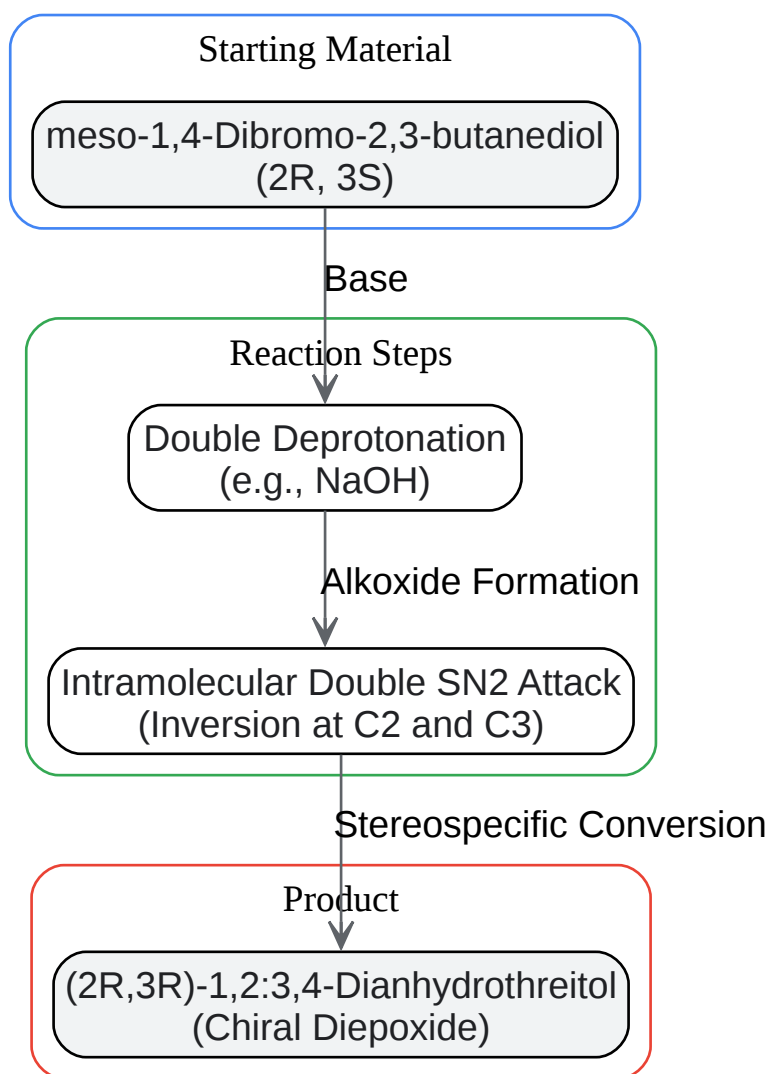 Starting Material
meso-1,4-Dibromo-2,3-butanediol
(2R, 3S)
Base
Reaction Steps
Double Deprotonation
(e.g., NaOH)
Alkoxide Formation
Intramolecular Double SN2 Attack
(Inversion at C2 and C3)
Stereospecific Conversion
Product
(2R,3R)-1,2:3,4-Dianhydrothreitol
(Chiral Diepoxide)